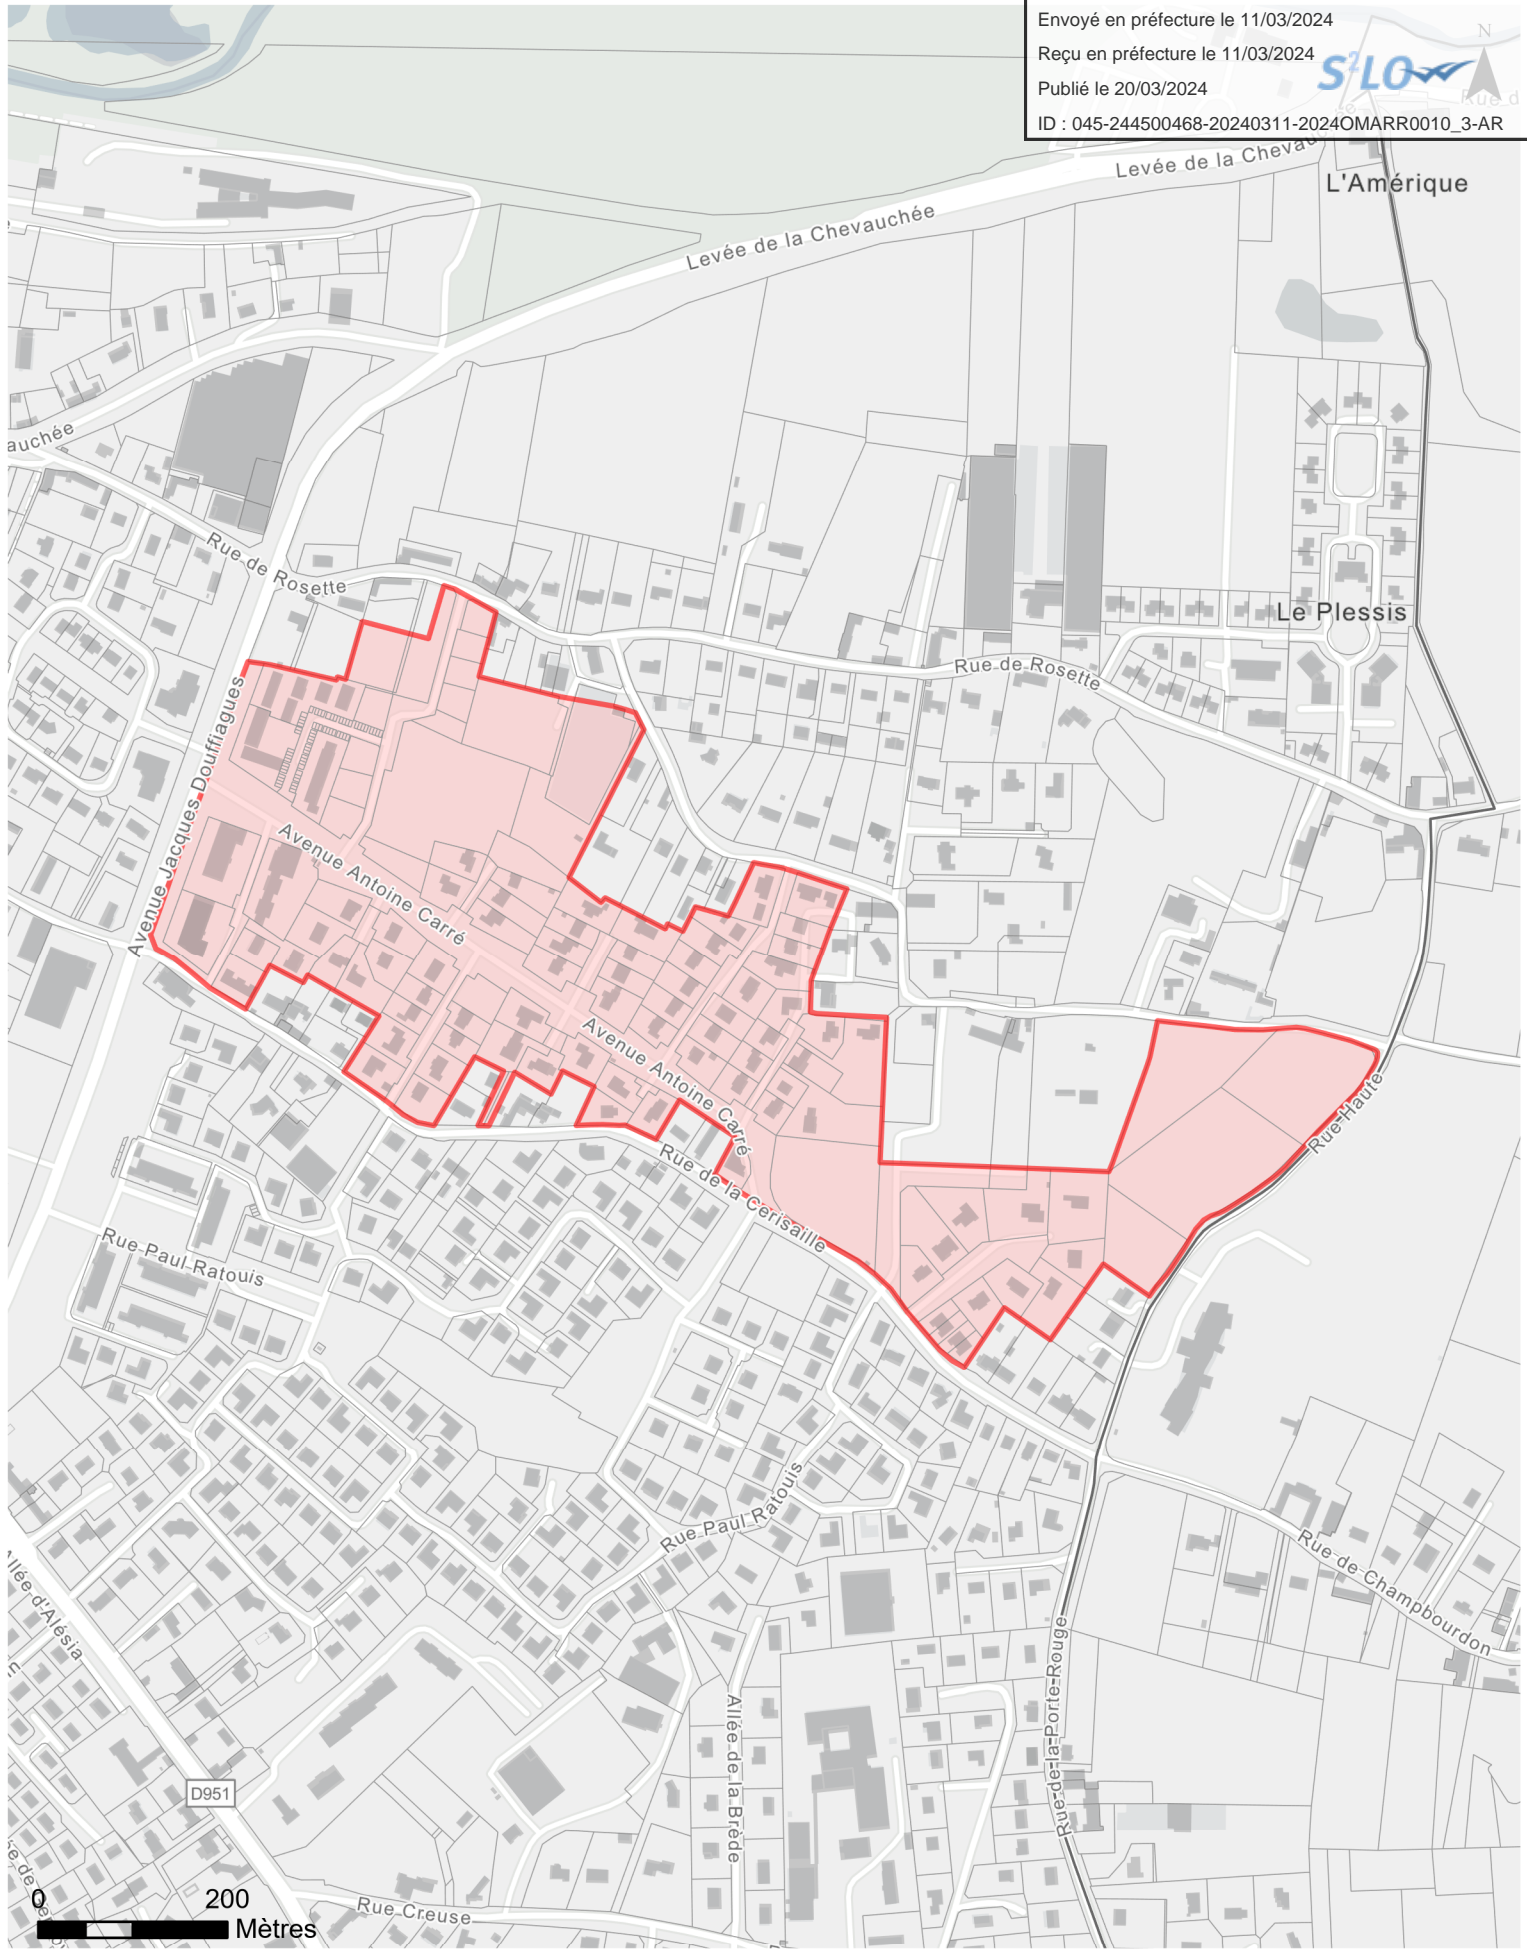 Envoyé en préfecture le 11/03/2024
Reçu en préfecture le 11/03/2024
Publié le 20/03/2024
ID : 045-244500468-20240311-2024OMARR0010_3-AR
S²LO
N
Rue d
Levée de la Chevauchée
L'Amérique
Levée de la Chevauchée
auchée
Rue de Rosette
Le Plessis
Rue de Rosette
Avenue Jacques Douffiagues
Avenue Antoine Carré
Avenue Antoine Carré
Rue Haute
Rue de la Cerisaille
Rue Paul Ratouis
Rue Paul Ratouis
Rue de Champbourdon
Allée d'Alésia
Rue de la Porte Rouge
Allée de la Brède
D951
Rue Creuse
0 200
Mètres